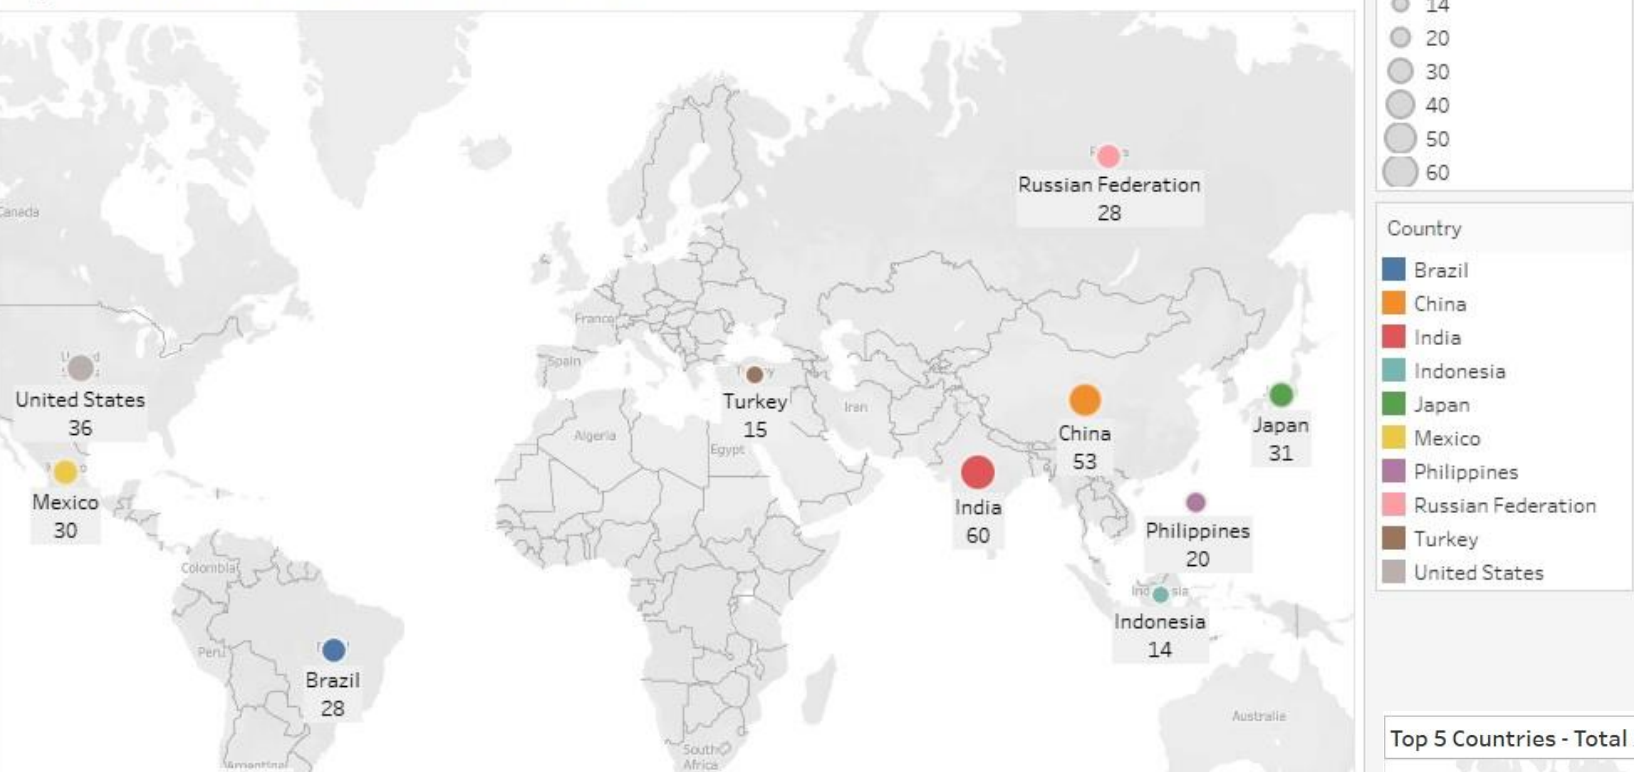 14
20
30
40
50
60
Country
Brazil
China
India
Indonesia
Japan
Mexico
Philippines
Russian Federation
Turkey
United States
Top 5 Countries - Total
Russian Federation
28
Canada
France
Spain
United States
36
Turkey
15
Iran
China
53
Japan
31
Algeria
Egypt
Mexico
30
India
60
Philippines
20
Colombia
Indonesia
14
Peru
Brazil
28
Australia
South
Africa
Argentina